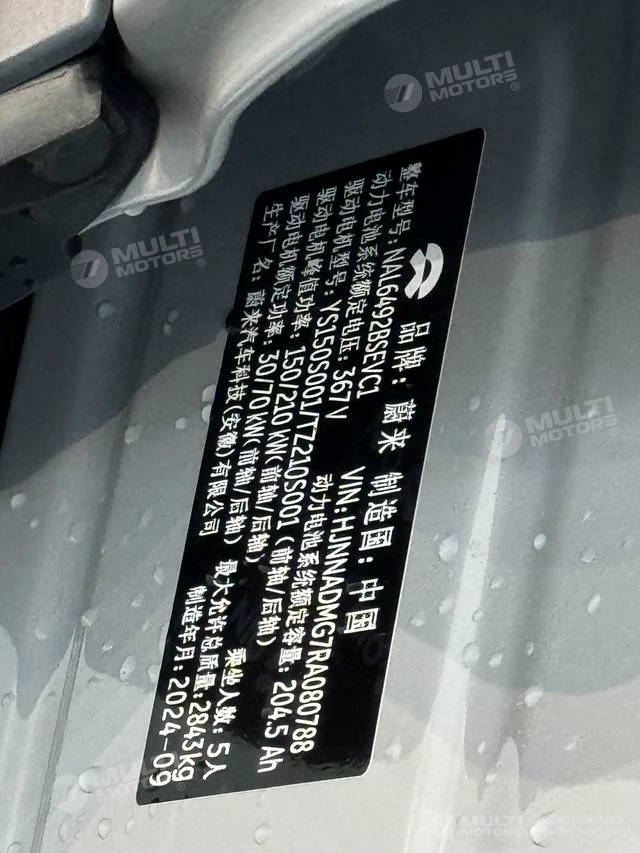 品牌：蔚来 制造国：中国
整车型号：NAL6492BSEVC1 VIN:HJNNADMG7RA080788
动力电池系统额定电压：367V 动力电池系统额定容量：204.5 Ah
驱动电机型号：YS150S001/TZ240S001（前轴/后轴）
驱动电机峰值功率：150/210 kW（前轴/后轴） 乘坐人数：5人
驱动电机额定功率：30/70 kW（前轴/后轴） 最大允许总质量：2843kg
生产厂名：蔚来汽车科技（安徽）有限公司 制造年月：2024-09
MULTI MOTORS®
MULTI MOTORS®
MULTI MOTORS®
MULTI MOTORS